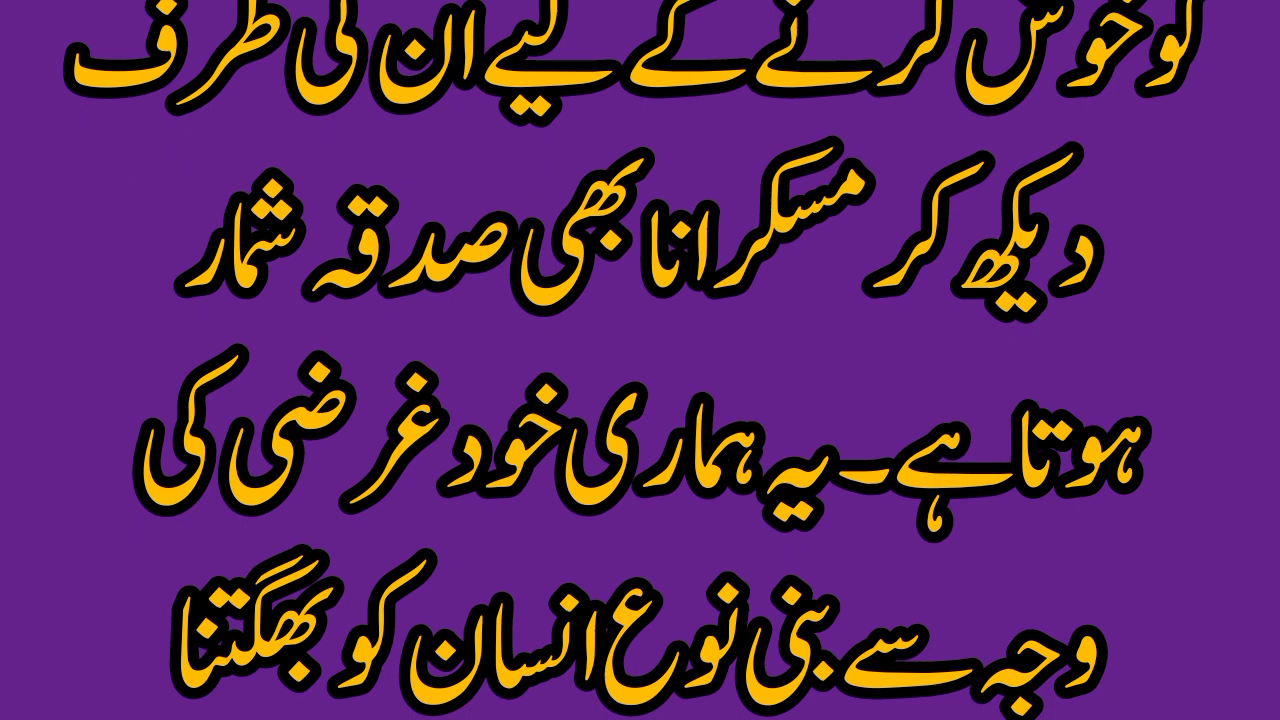 کو خوش کرنے کے لیے ان کی طرف
دیکھ کر مسکرانا بھی صدقہ شمار
ہوتا ہے۔ یہ ہماری خود غرضی کی
وجہ سے بنی نوع انسان کو بھگتنا